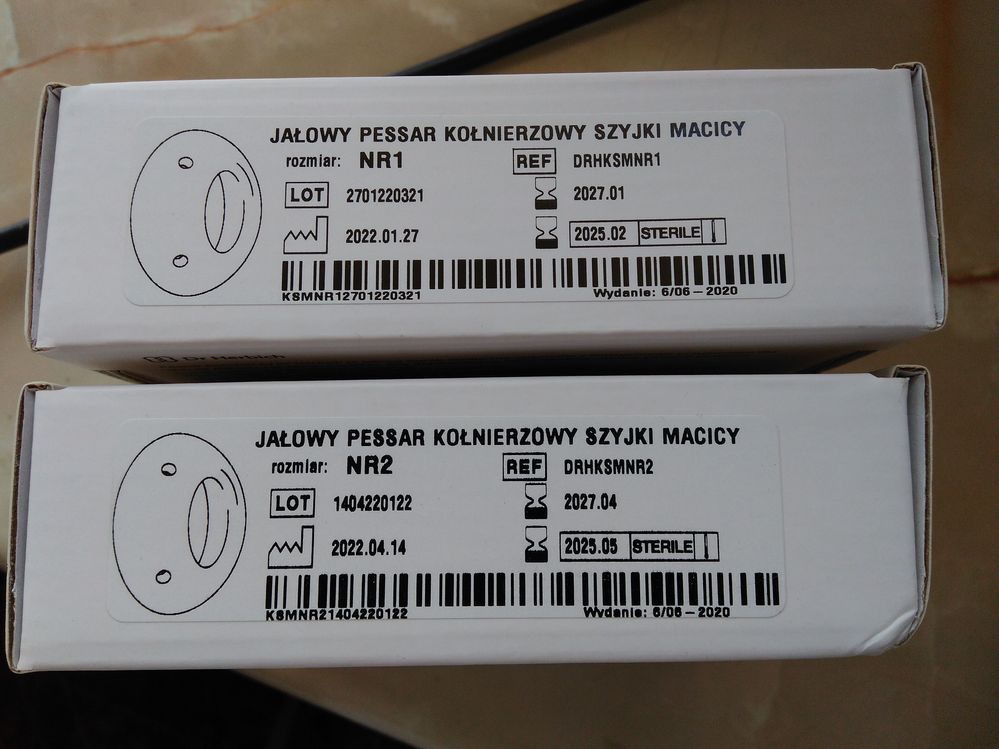 JAŁOWY PESSAR KOŁNIERZOWY SZYJKI MACICY
rozmiar: NR1 REF DRHKSMNR1
LOT 2701220321 2027.01
2022.01.27 2025.02 STERILE
KSMNR12701220321 Wydanie: 6/06-2020
Dr Herbich
JAŁOWY PESSAR KOŁNIERZOWY SZYJKI MACICY
rozmiar: NR2 REF DRHKSMNR2
LOT 1404220122 2027.04
2022.04.14 2025.05 STERILE
KSMNR21404220122 Wydanie: 6/06-2020